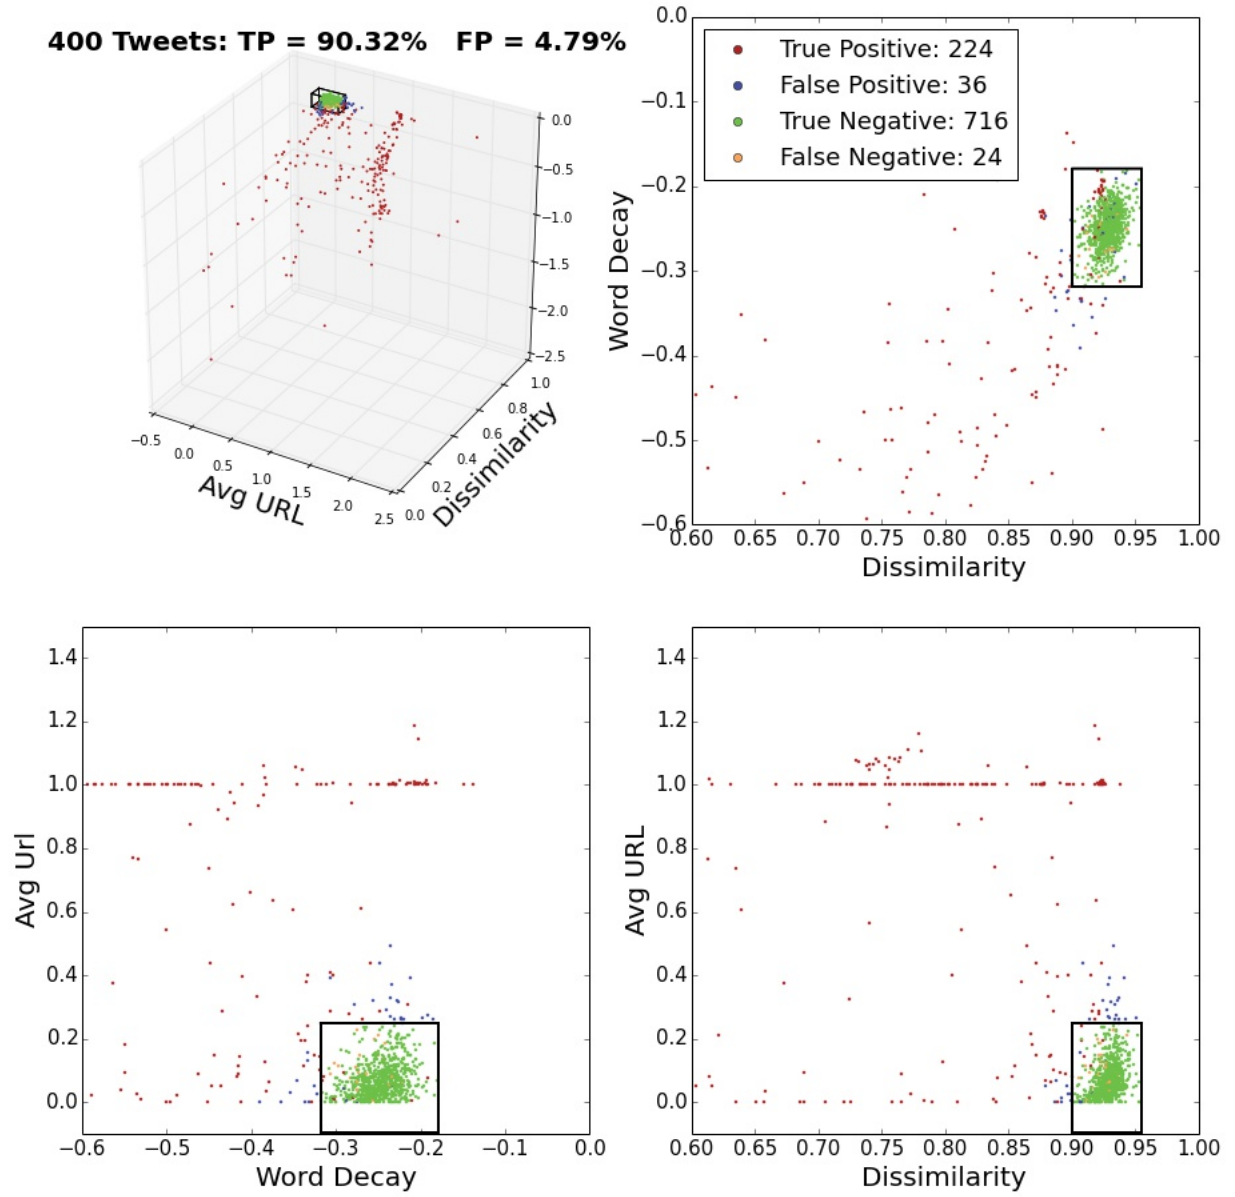 400 Tweets: TP = 90.32%   FP = 4.79%
0.0
−0.5
−1.0
−1.5
−2.0
−2.5
−0.5
0.0
0.5
1.0
1.5
2.0
2.5
Avg URL
0.0
0.2
0.4
0.6
0.8
1.0
Dissimilarity
True Positive: 224
False Positive: 36
True Negative: 716
False Negative: 24
0.0
−0.1
−0.2
−0.3
−0.4
−0.5
−0.6
Word Decay
0.60 0.65 0.70 0.75 0.80 0.85 0.90 0.95 1.00
Dissimilarity
1.4
1.2
1.0
0.8
0.6
0.4
0.2
0.0
Avg Url
−0.6 −0.5 −0.4 −0.3 −0.2 −0.1 0.0
Word Decay
1.4
1.2
1.0
0.8
0.6
0.4
0.2
0.0
Avg URL
0.60 0.65 0.70 0.75 0.80 0.85 0.90 0.95 1.00
Dissimilarity